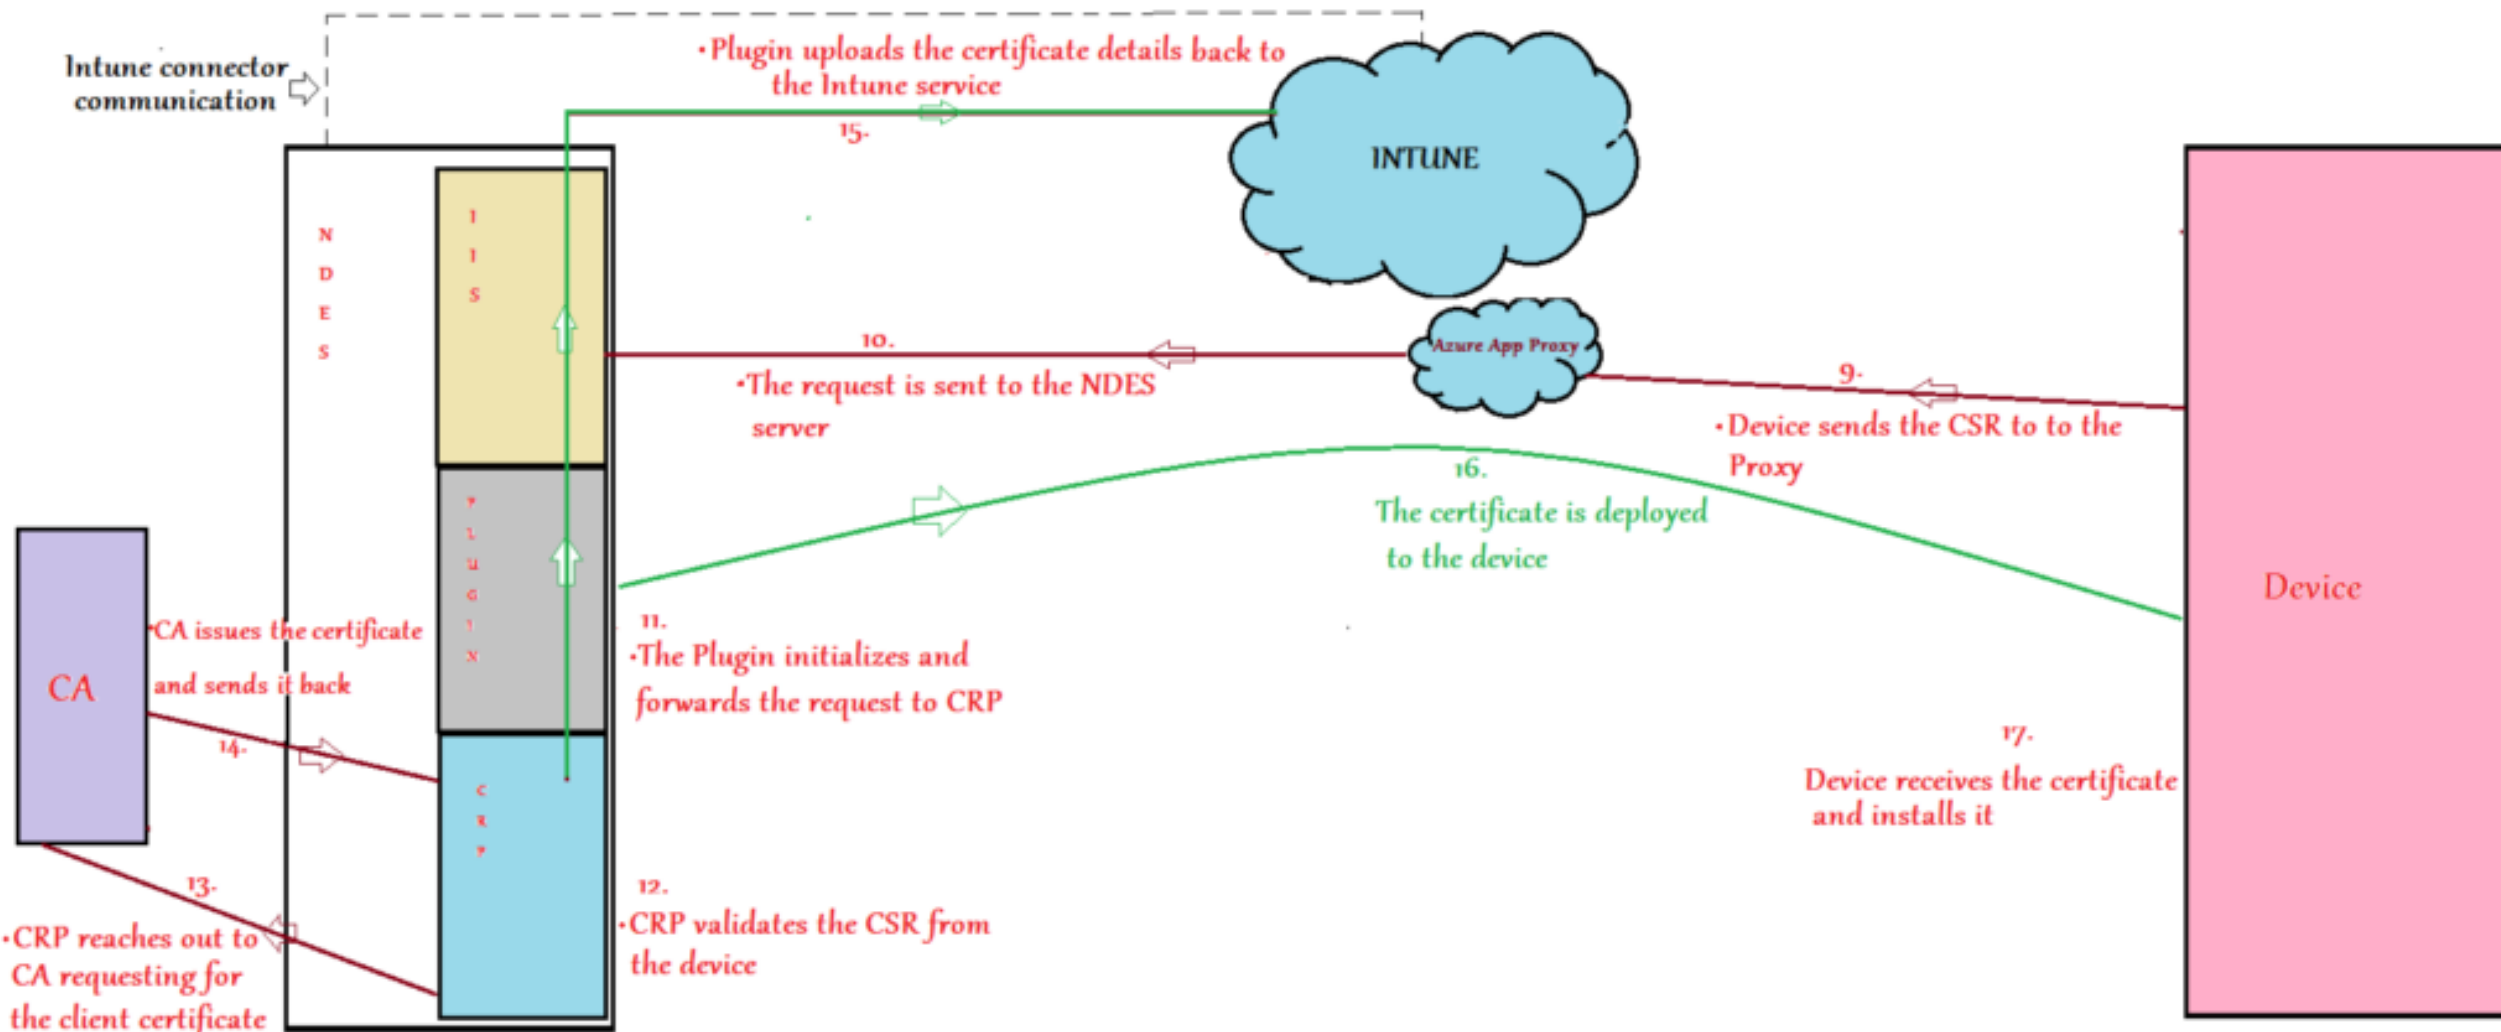 Intune connector
communication
•Plugin uploads the certificate details back to
the Intune service
15.
INTUNE
N
D
E
S
I
I
S
10.
•The request is sent to the NDES
server
Azure App Proxy
9.
•Device sends the CSR to to the
Proxy
16.
The certificate is deployed
to the device
P
L
U
G
I
N
Device
CA
•CA issues the certificate
and sends it back
14.
11.
•The Plugin initializes and
forwards the request to CRP
C
R
P
17.
Device receives the certificate
and installs it
13.
•CRP reaches out to
CA requesting for
the client certificate
12.
•CRP validates the CSR from
the device